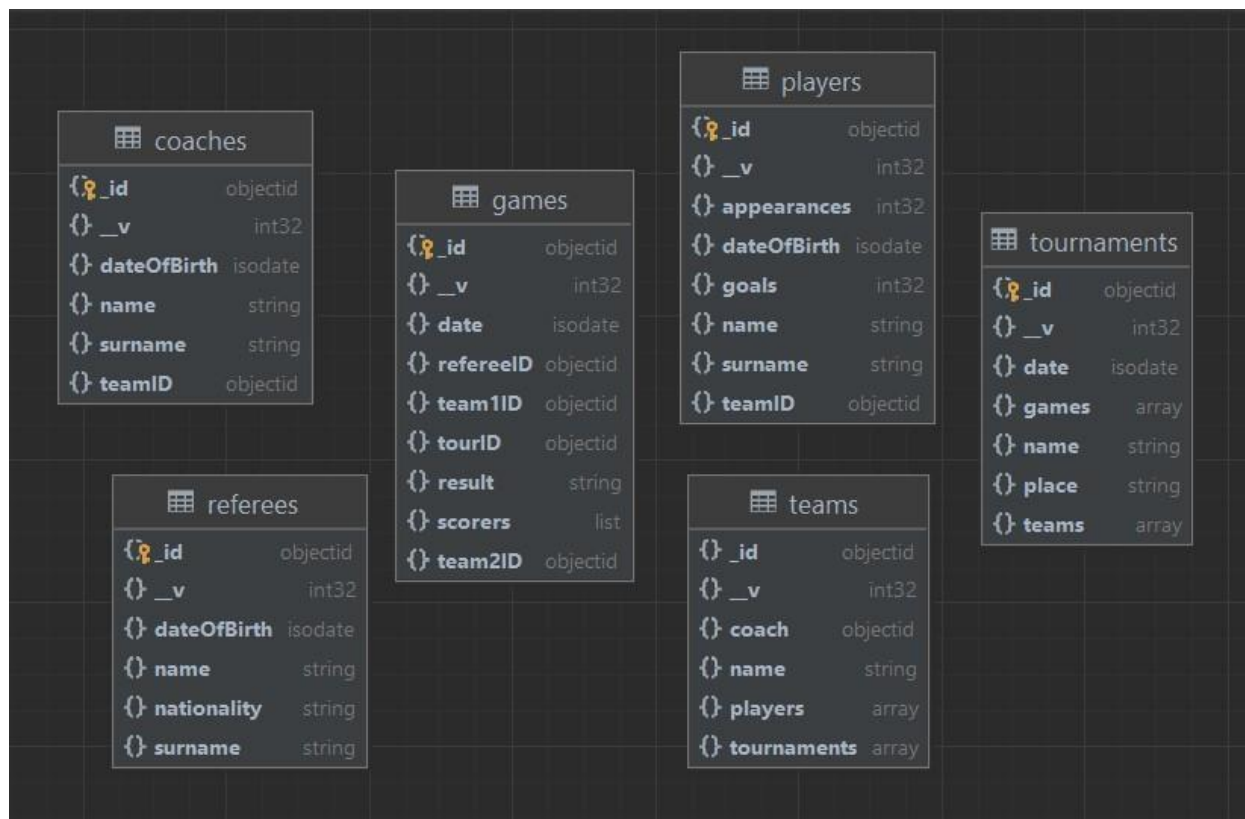 coaches
_id objectid
__v int32
dateOfBirth isodate
name string
surname string
teamID objectid
games
_id objectid
__v int32
date isodate
refereeID objectid
team1ID objectid
tourID objectid
result string
scorers list
team2ID objectid
players
_id objectid
__v int32
appearances int32
dateOfBirth isodate
goals int32
name string
surname string
teamID objectid
tournaments
_id objectid
__v int32
date isodate
games array
name string
place string
teams array
referees
_id objectid
__v int32
dateOfBirth isodate
name string
nationality string
surname string
teams
_id objectid
__v int32
coach objectid
name string
players array
tournaments array